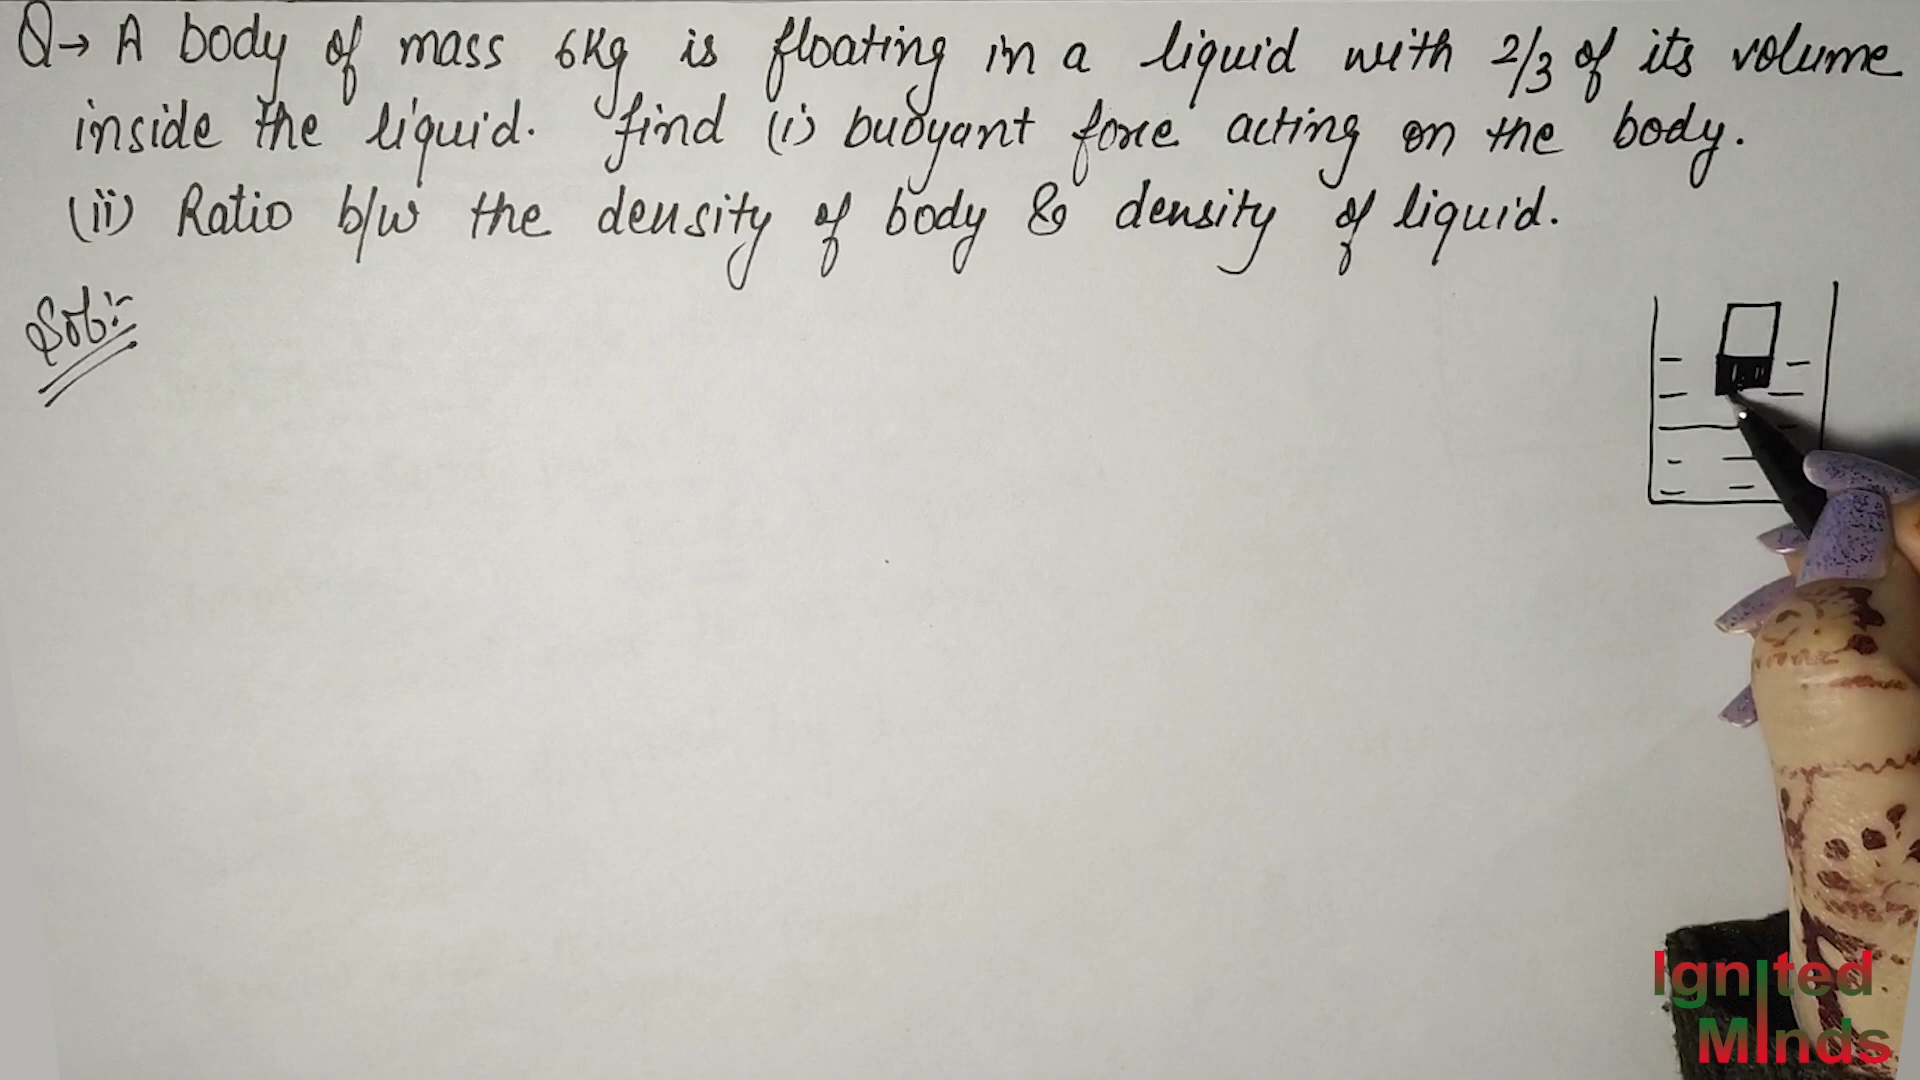 Q→ A body of mass 6Kg is floating in a liquid with 2/3 of its volume
inside the liquid. find (i) buoyant force acting on the body.
(ii) Ratio b/w the density of body & density of liquid.
Sol:-
Ignited
Minds